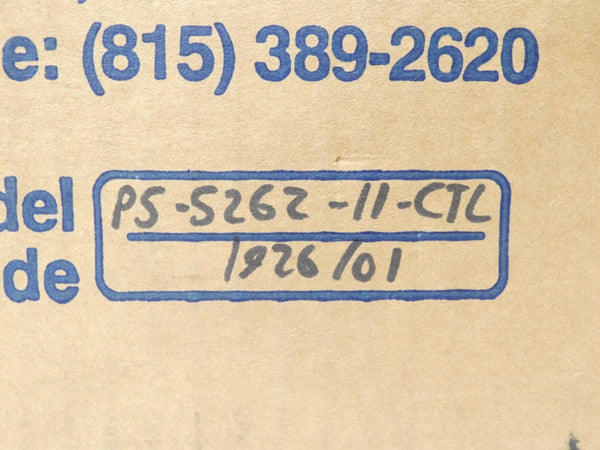 e: (815) 389-2620
del PS-5262-11-CTL
de 1926/01